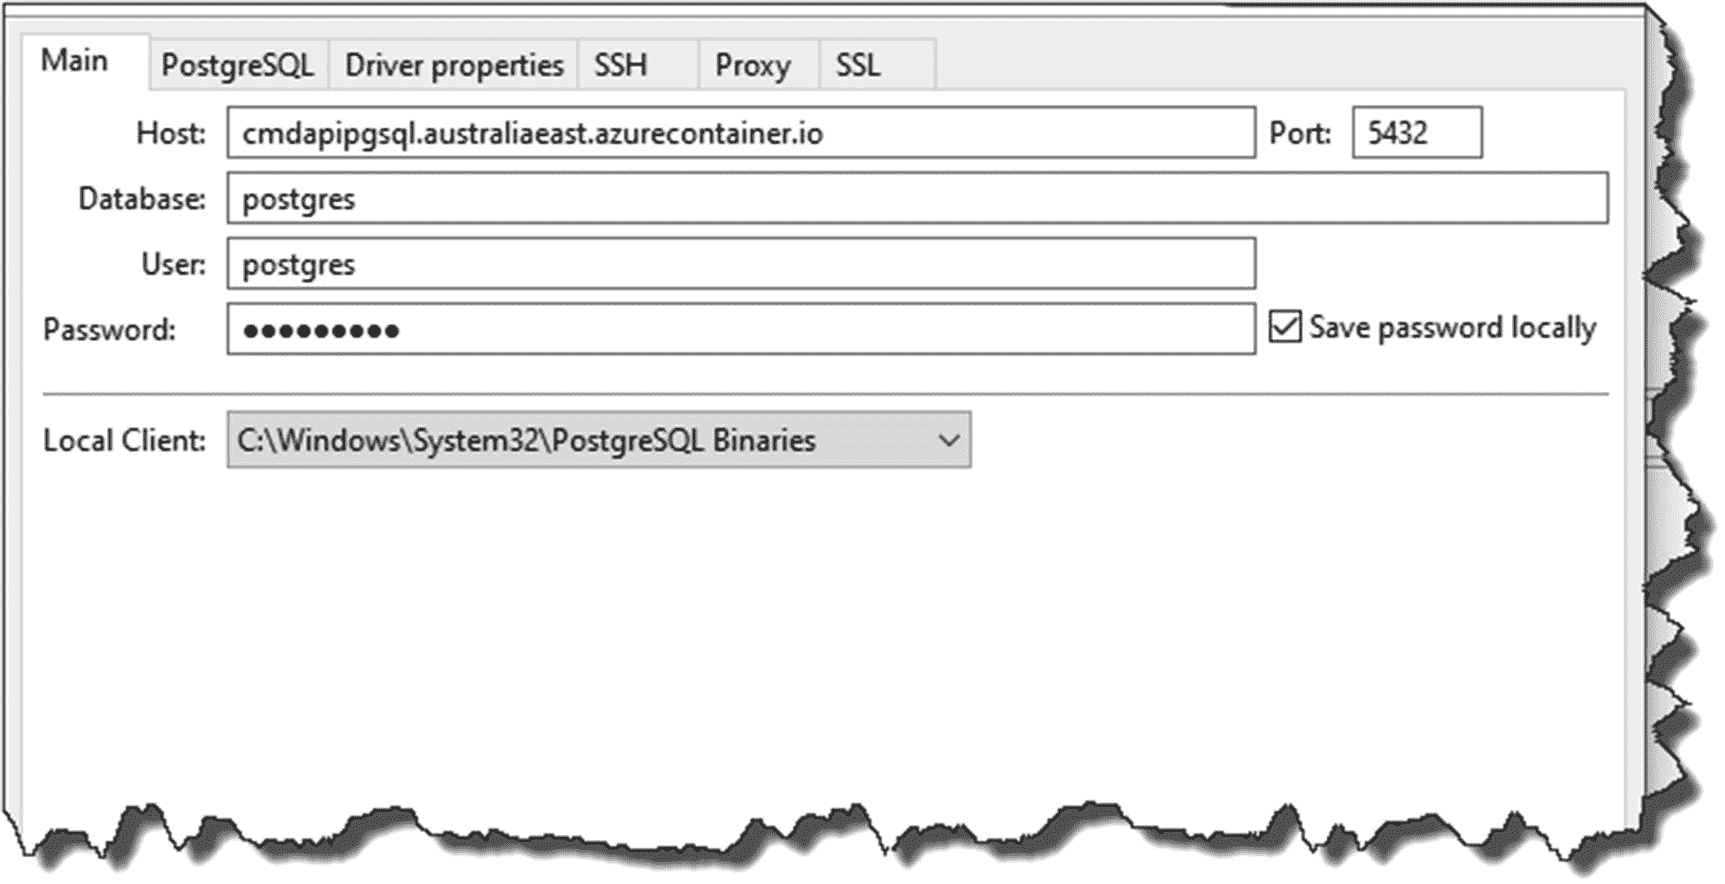 Main PostgreSQL Driver properties SSH Proxy SSL
Host: cmdapipgsql.australiaeast.azurecontainer.io Port: 5432
Database: postgres
User: postgres
Password: ●●●●●●●●● Save password locally
Local Client: C:\Windows\System32\PostgreSQL Binaries